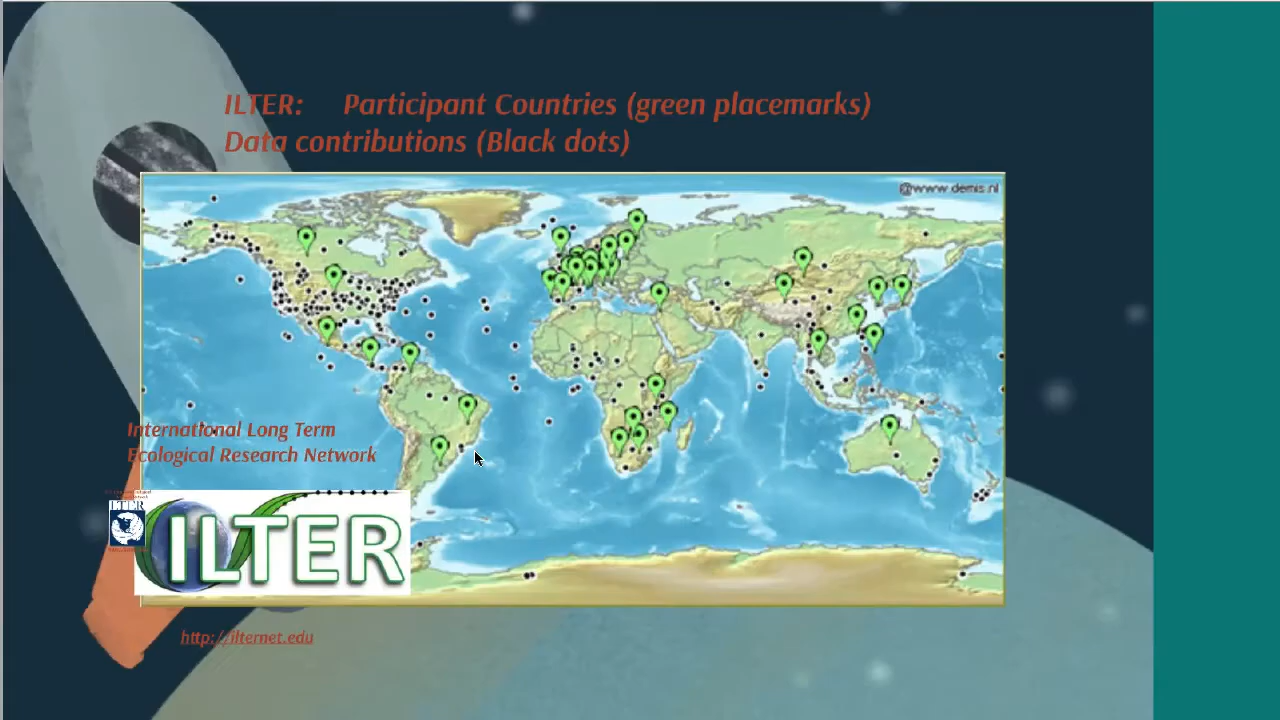 ILTER: Participant Countries (green placemarks)
Data contributions (Black dots)
@www.demis.nl
International Long Term
Ecological Research Network
ILTER
ILTER
http://ilternet.edu